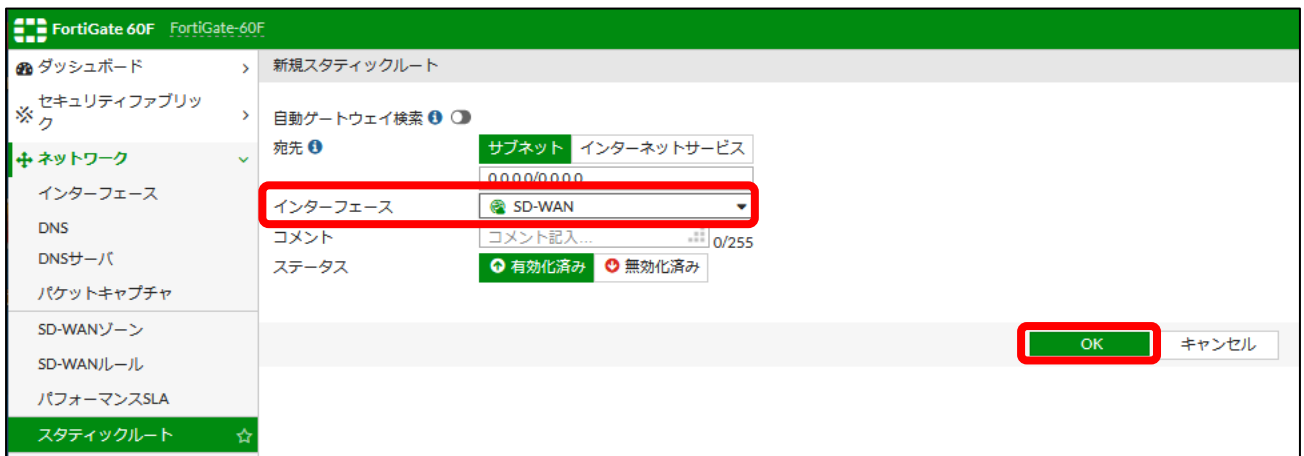 FortiGate 60F FortiGate-60F
ダッシュボード
セキュリティファブリッ
ク
ネットワーク
インターフェース
DNS
DNSサーバ
パケットキャプチャ
SD-WANゾーン
SD-WANルール
パフォーマンスSLA
スタティックルート
新規スタティックルート
自動ゲートウェイ検索
宛先 サブネット インターネットサービス
0.0.0.0/0.0.0.0
インターフェース SD-WAN
コメント コメント記入... 0/255
ステータス 有効化済み 無効化済み
OK キャンセル